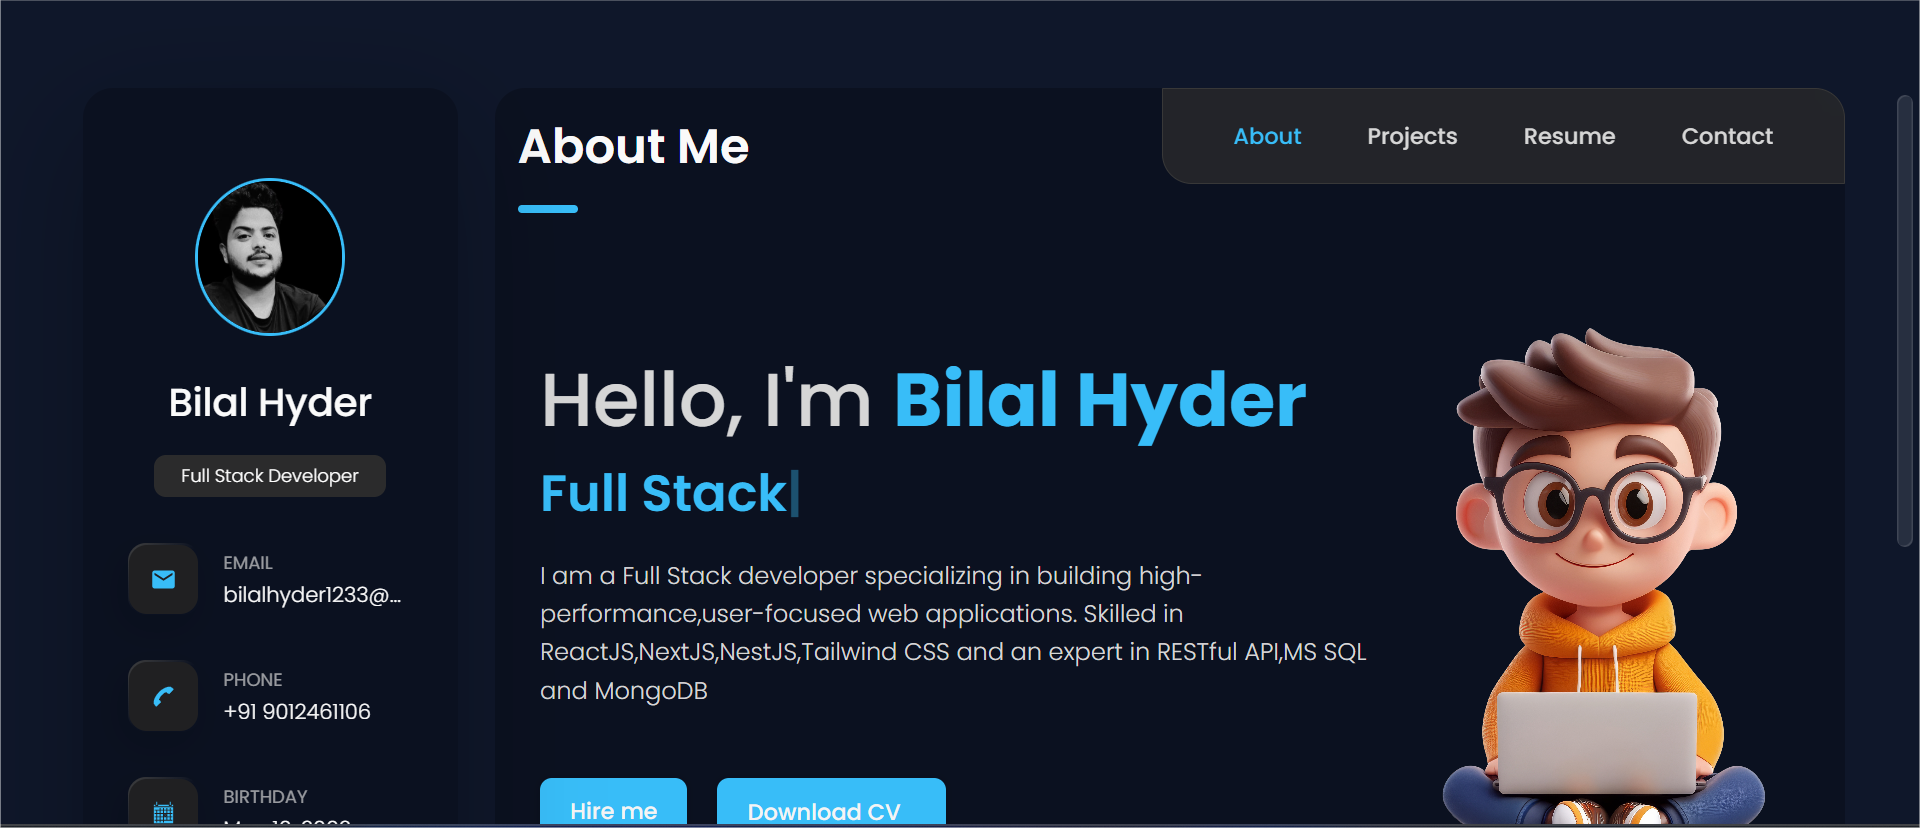 Bilal Hyder
Full Stack Developer
EMAIL
bilalhyder1233@...
PHONE
+91 9012461106
BIRTHDAY
About Me
About
Projects
Resume
Contact
Hello, I'm Bilal Hyder
Full Stack
I am a Full Stack developer specializing in building high-
performance,user-focused web applications. Skilled in
ReactJS,NextJS,NestJS,Tailwind CSS and an expert in RESTful API,MS SQL
and MongoDB
Hire me
Download CV